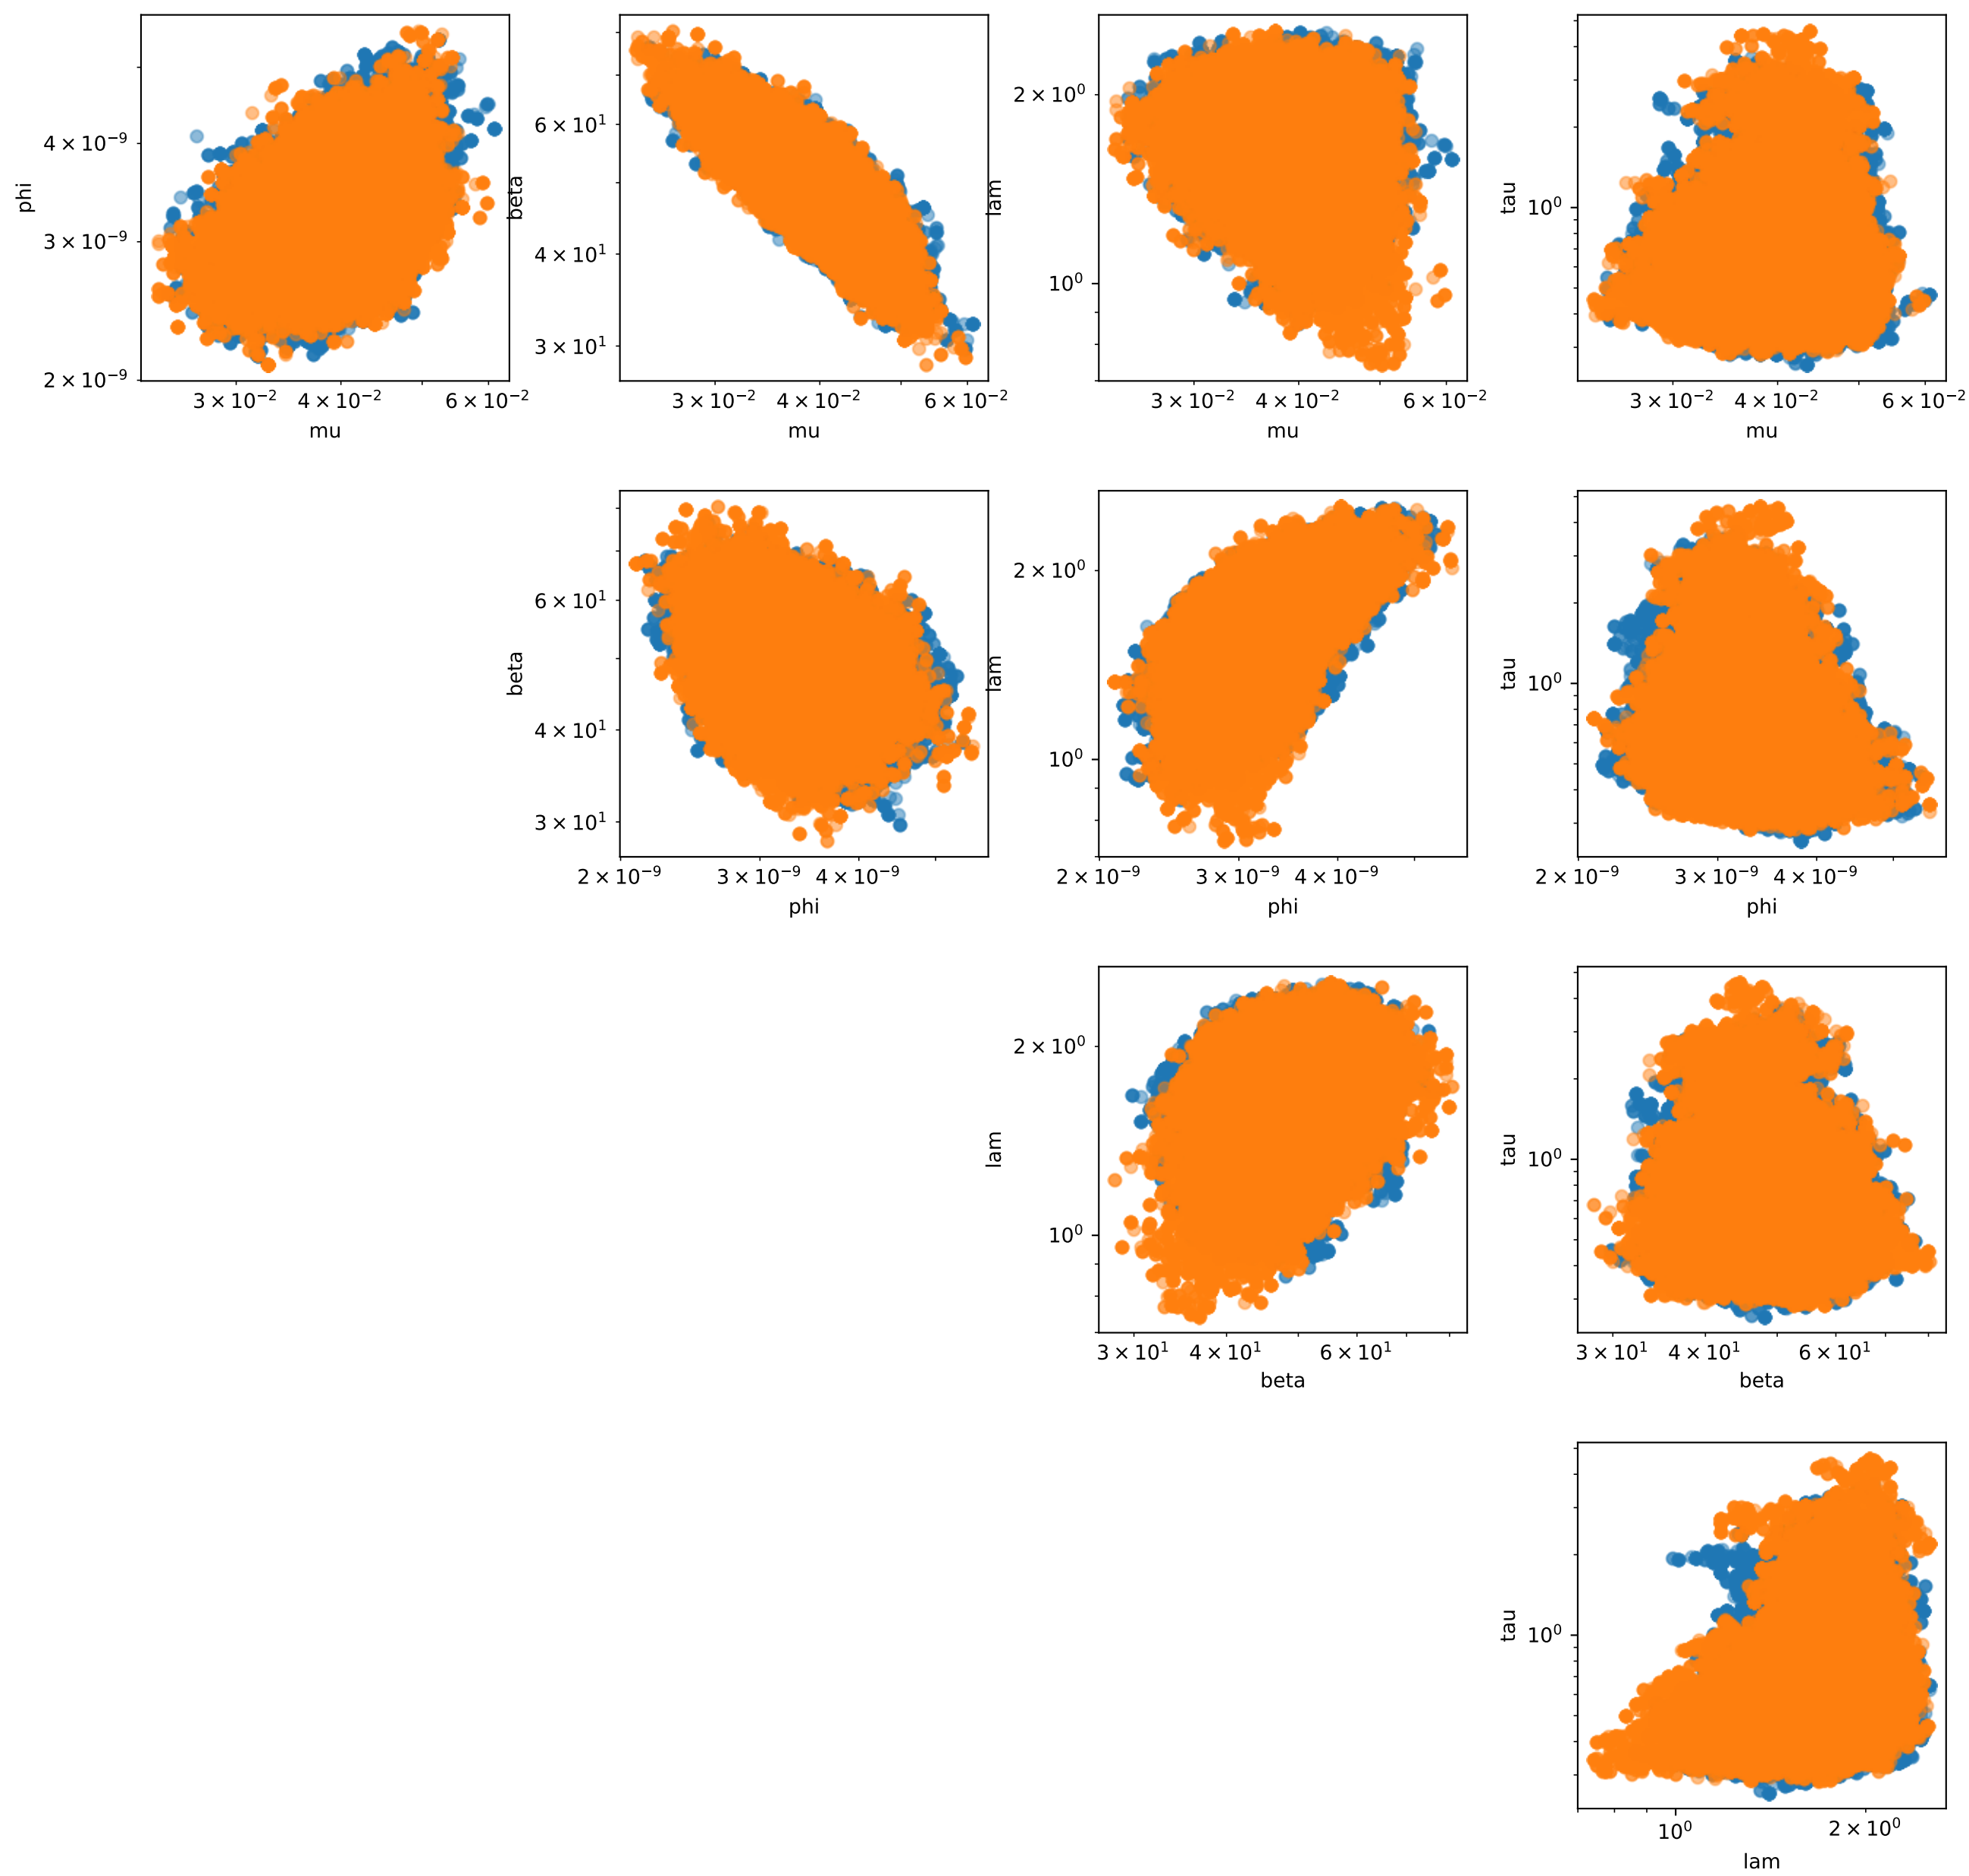 phi
4 × 10⁻⁹
3 × 10⁻⁹
2 × 10⁻⁹
3 × 10⁻² 4 × 10⁻² 6 × 10⁻²
mu
beta
6 × 10¹
4 × 10¹
3 × 10¹
3 × 10⁻² 4 × 10⁻² 6 × 10⁻²
mu
lam
2 × 10⁰
10⁰
3 × 10⁻² 4 × 10⁻² 6 × 10⁻²
mu
tau
10⁰
3 × 10⁻² 4 × 10⁻² 6 × 10⁻²
mu
beta
6 × 10¹
4 × 10¹
3 × 10¹
2 × 10⁻⁹ 3 × 10⁻⁹ 4 × 10⁻⁹
phi
lam
2 × 10⁰
10⁰
2 × 10⁻⁹ 3 × 10⁻⁹ 4 × 10⁻⁹
phi
tau
10⁰
2 × 10⁻⁹ 3 × 10⁻⁹ 4 × 10⁻⁹
phi
lam
2 × 10⁰
10⁰
3 × 10¹ 4 × 10¹ 6 × 10¹
beta
tau
10⁰
3 × 10¹ 4 × 10¹ 6 × 10¹
beta
tau
10⁰
10⁰ 2 × 10⁰
lam